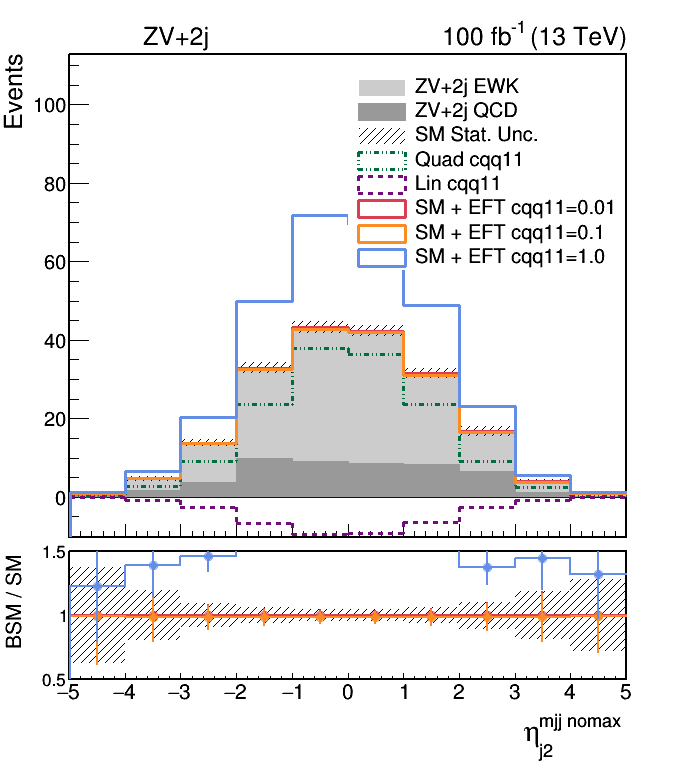 ZV+2j 100 fb⁻¹ (13 TeV)
Events
100
80
60
40
20
0
ZV+2j EWK
ZV+2j QCD
SM Stat. Unc.
Quad cqq11
Lin cqq11
SM + EFT cqq11=0.01
SM + EFT cqq11=0.1
SM + EFT cqq11=1.0
BSM / SM
1.5
1
0.5
−5 −4 −3 −2 −1 0 1 2 3 4 5
η_{j2}^{mjj nomax}